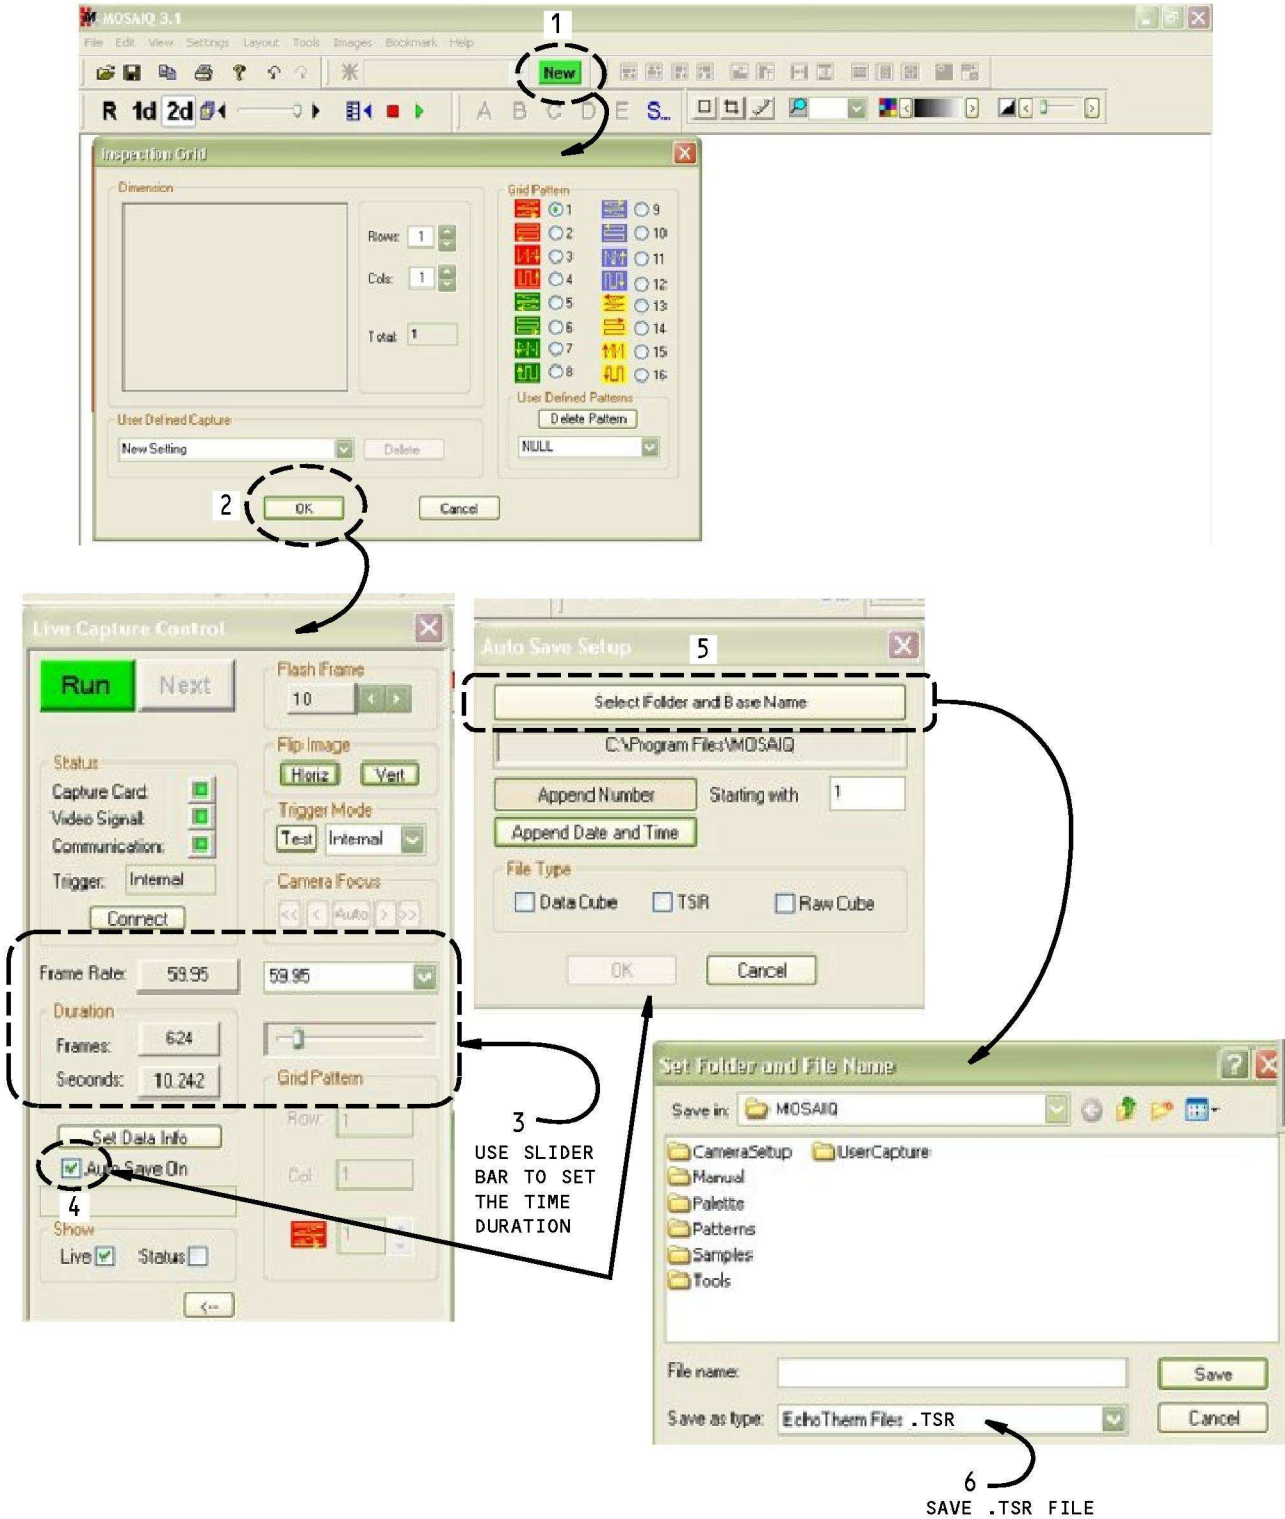 MOSAIQ 3.1
File Edit View Settings Layout Tools Images Bookmark Help
1
New
R 1d 2d
A B C D E S...
Inspection Grid
Dimension
Rows: 1
Cols: 1
Total: 1
Grid Pattern
1 9
2 10
3 11
4 12
5 13
6 14
7 15
8 16
User Defined Patterns
Delete Pattern
NULL
User Defined Capture
New Setting
Delete
2
OK
Cancel
Live Capture Control
Run
Next
Flash Frame
10
Flip Image
Horiz
Vert
Status
Capture Card:
Video Signal:
Communication:
Trigger: Internal
Connect
Trigger Mode
Test
Internal
Camera Focus
<< < Auto > >>
Frame Rate: 59.95
59.95
Duration
Frames: 624
Seconds: 10.242
Grid Pattern
Row: 1
Col: 1
1
Set Data Info
Auto Save On
4
Show
Live
Status
<--
3
USE SLIDER
BAR TO SET
THE TIME
DURATION
Auto Save Setup
5
Select Folder and Base Name
C:\Program Files\MOSAIQ
Append Number
Starting with 1
Append Date and Time
File Type
Data Cube
TSR
Raw Cube
OK
Cancel
Set Folder and File Name
Save in: MOSAIQ
CameraSetup
UserCapture
Manual
Palette
Patterns
Samples
Tools
File name:
Save
Save as type: EchoTherm Files .TSR
Cancel
6
SAVE .TSR FILE